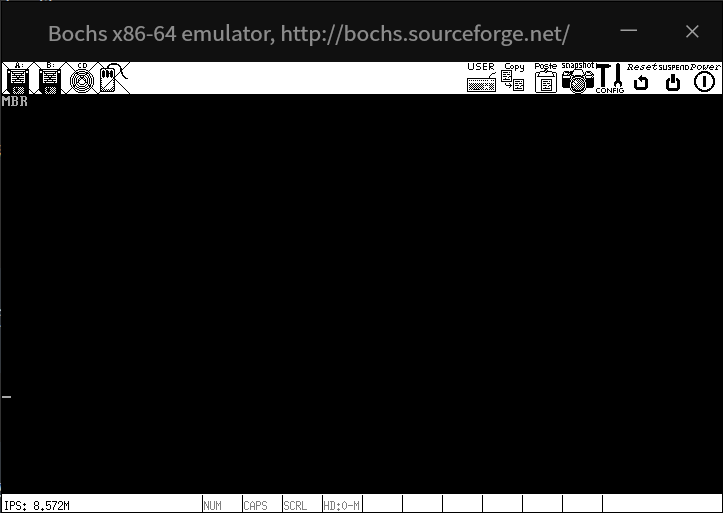 Bochs x86-64 emulator, http://bochs.sourceforge.net/
A: B: CD USER Copy Paste snapshot CONFIG Reset SUSPEND Power
MBR
IPS: 8.572M NUM CAPS SCRL HD:0-M